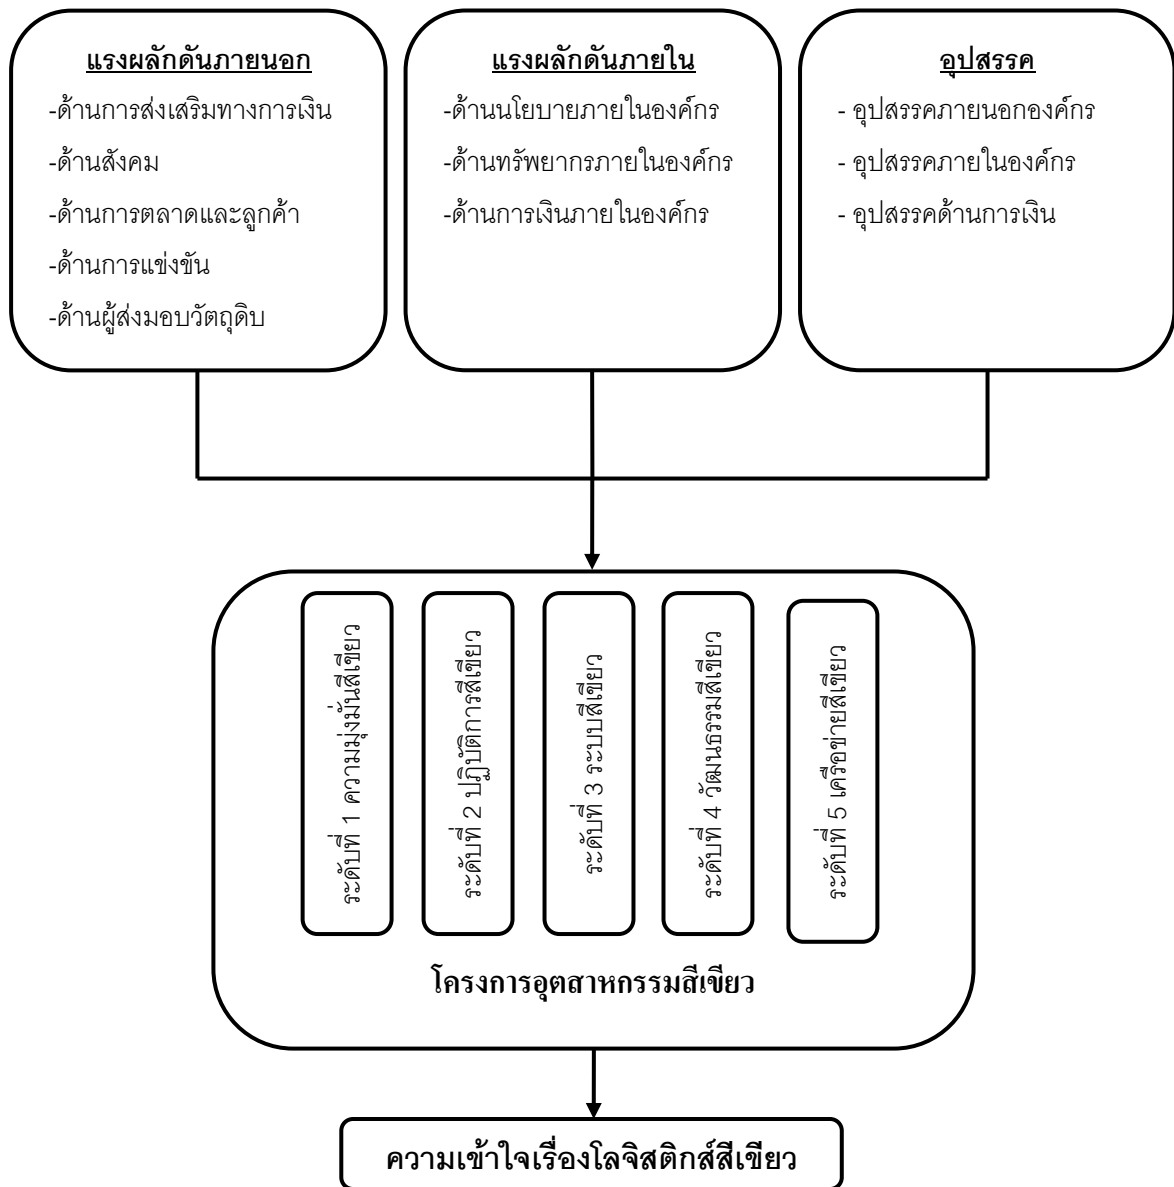 แรงผลักดันภายนอก
-ด้านการส่งเสริมทางการเงิน
-ด้านสังคม
-ด้านการตลาดและลูกค้า
-ด้านการแข่งขัน
-ด้านผู้ส่งมอบวัตถุดิบ
แรงผลักดันภายใน
-ด้านนโยบายภายในองค์กร
-ด้านทรัพยากรภายในองค์กร
-ด้านการเงินภายในองค์กร
อุปสรรค
- อุปสรรคภายนอกองค์กร
- อุปสรรคภายในองค์กร
- อุปสรรคด้านการเงิน
ระดับที่ 1 ความมุ่งมั่นสีเขียว
ระดับที่ 2 ปฏิบัติการสีเขียว
ระดับที่ 3 ระบบสีเขียว
ระดับที่ 4 วัฒนธรรมสีเขียว
ระดับที่ 5 เครือข่ายสีเขียว
โครงการอุตสาหกรรมสีเขียว
ความเข้าใจเรื่องโลจิสติกส์สีเขียว